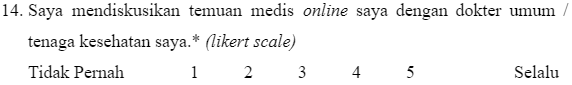 14. Saya mendiskusikan temuan medis online saya dengan dokter umum /
tenaga kesehatan saya.* (likert scale)
Tidak Pernah 1 2 3 4 5 Selalu